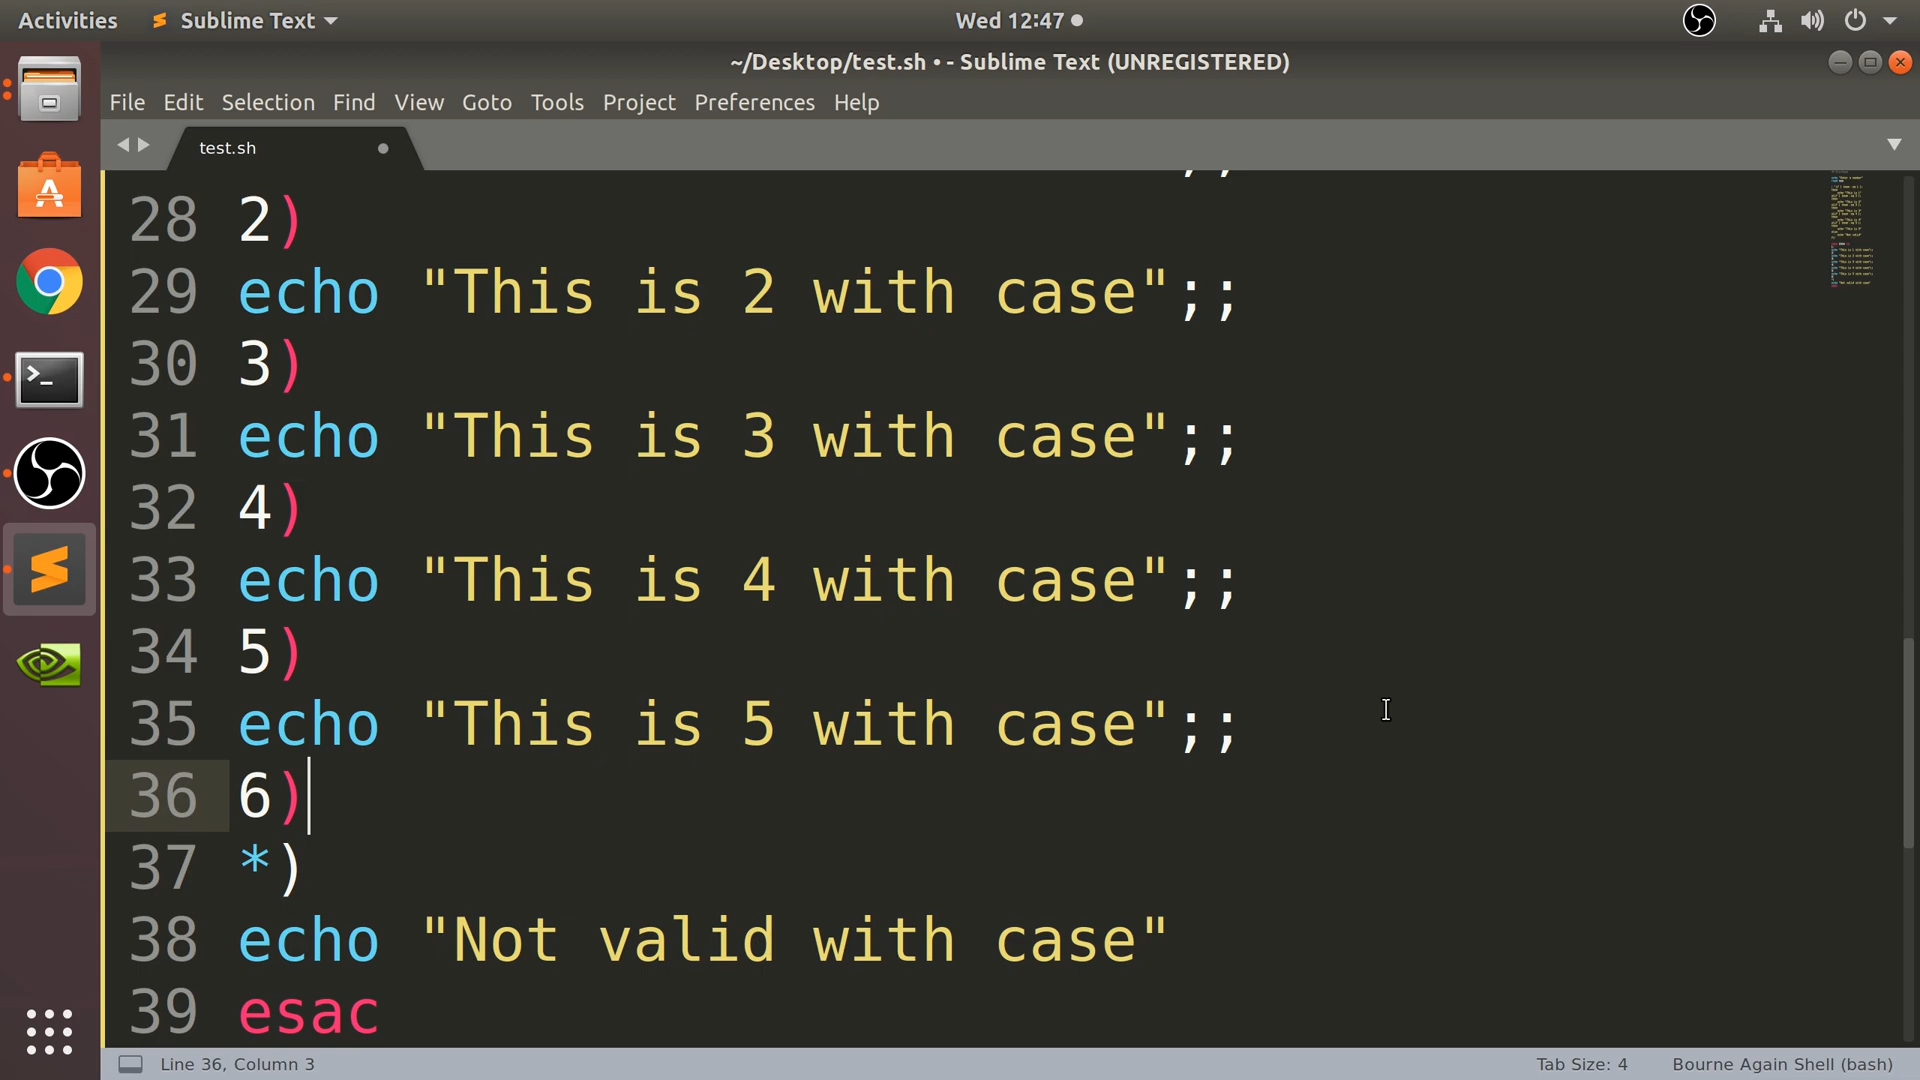 Activities Sublime Text Wed 12:47
~/Desktop/test.sh • - Sublime Text (UNREGISTERED)
File Edit Selection Find View Goto Tools Project Preferences Help
test.sh
;;
28 2)
29 echo "This is 2 with case";;
30 3)
31 echo "This is 3 with case";;
32 4)
33 echo "This is 4 with case";;
34 5)
35 echo "This is 5 with case";;
36 6)
37 *)
38 echo "Not valid with case"
39 esac
Line 36, Column 3 Tab Size: 4 Bourne Again Shell (bash)